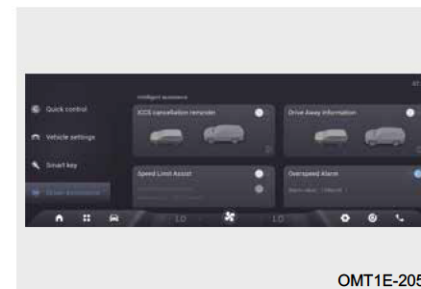 Intelligent assistance
Quick control
ICCS cancellation reminder
Drive Away Information
Vehicle settings
Smart key
Speed Limit Assist
Overspeed Alarm
LO
LO
OMT1E-205